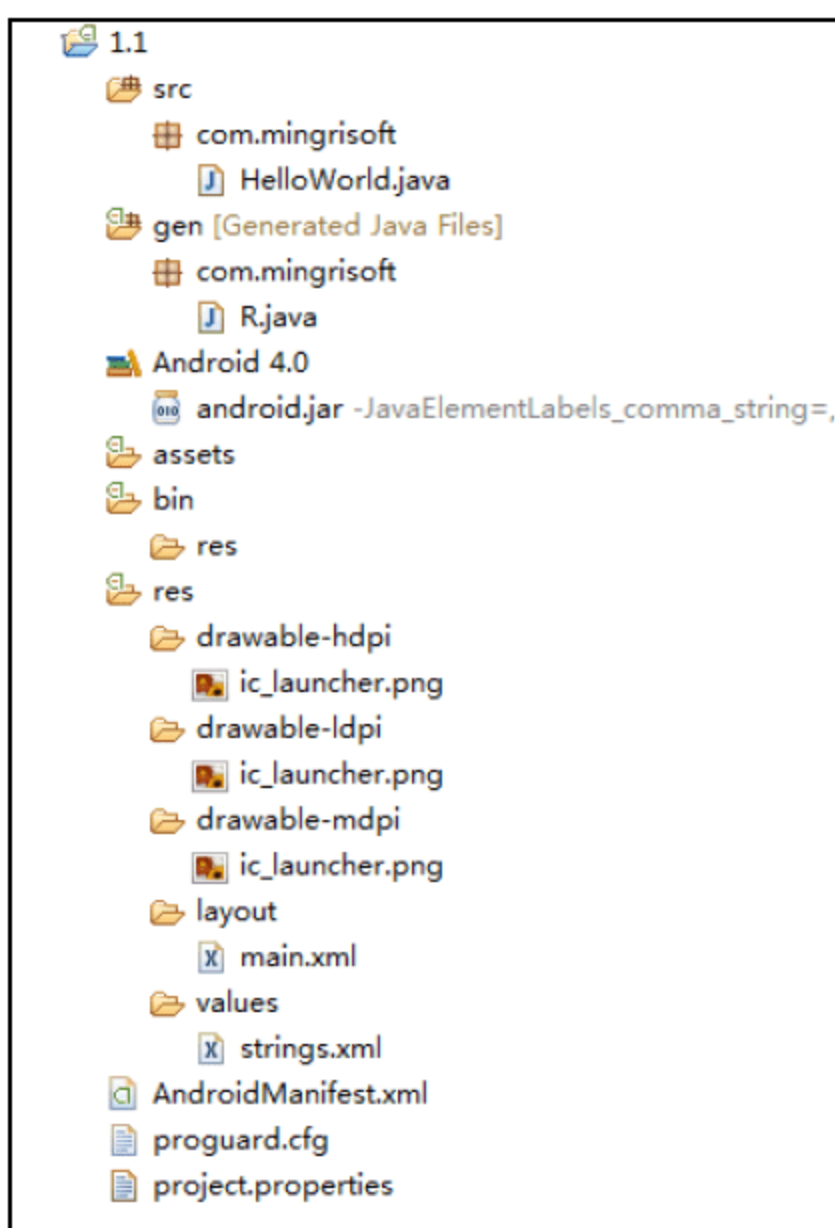 1.1
src
com.mingrisoft
HelloWorld.java
gen [Generated Java Files]
com.mingrisoft
R.java
Android 4.0
android.jar -JavaElementLabels_comma_string=,
assets
bin
res
res
drawable-hdpi
ic_launcher.png
drawable-ldpi
ic_launcher.png
drawable-mdpi
ic_launcher.png
layout
main.xml
values
strings.xml
AndroidManifest.xml
proguard.cfg
project.properties